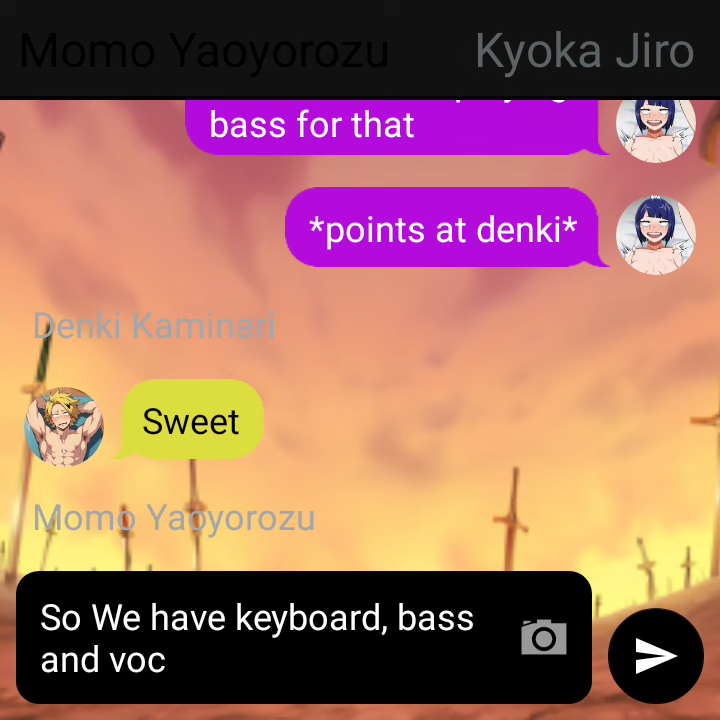 Momo Yaoyorozu Kyoka Jiro
bass for that
*points at denki*
Denki Kaminari
Sweet
Momo Yaoyorozu
So We have keyboard, bass
and voc